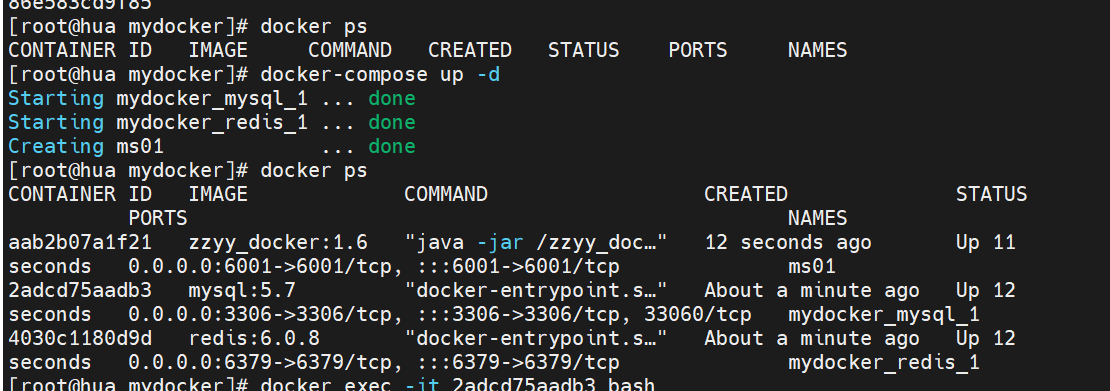 86e583cd9f85
[root@hua mydocker]# docker ps
CONTAINER ID   IMAGE     COMMAND   CREATED   STATUS    PORTS     NAMES
[root@hua mydocker]# docker-compose up -d
Starting mydocker_mysql_1 ... done
Starting mydocker_redis_1 ... done
Creating ms01             ... done
[root@hua mydocker]# docker ps
CONTAINER ID   IMAGE             COMMAND                  CREATED              STATUS
          PORTS                                                  NAMES
aab2b07a1f21   zzyy_docker:1.6   "java -jar /zzyy_doc…"   12 seconds ago       Up 11
seconds   0.0.0.0:6001->6001/tcp, :::6001->6001/tcp              ms01
2adcd75aadb3   mysql:5.7         "docker-entrypoint.s…"   About a minute ago   Up 12
seconds   0.0.0.0:3306->3306/tcp, :::3306->3306/tcp, 33060/tcp   mydocker_mysql_1
4030c1180d9d   redis:6.0.8       "docker-entrypoint.s…"   About a minute ago   Up 12
seconds   0.0.0.0:6379->6379/tcp, :::6379->6379/tcp              mydocker_redis_1
[root@hua mydocker]# docker exec -it 2adcd75aadb3 bash